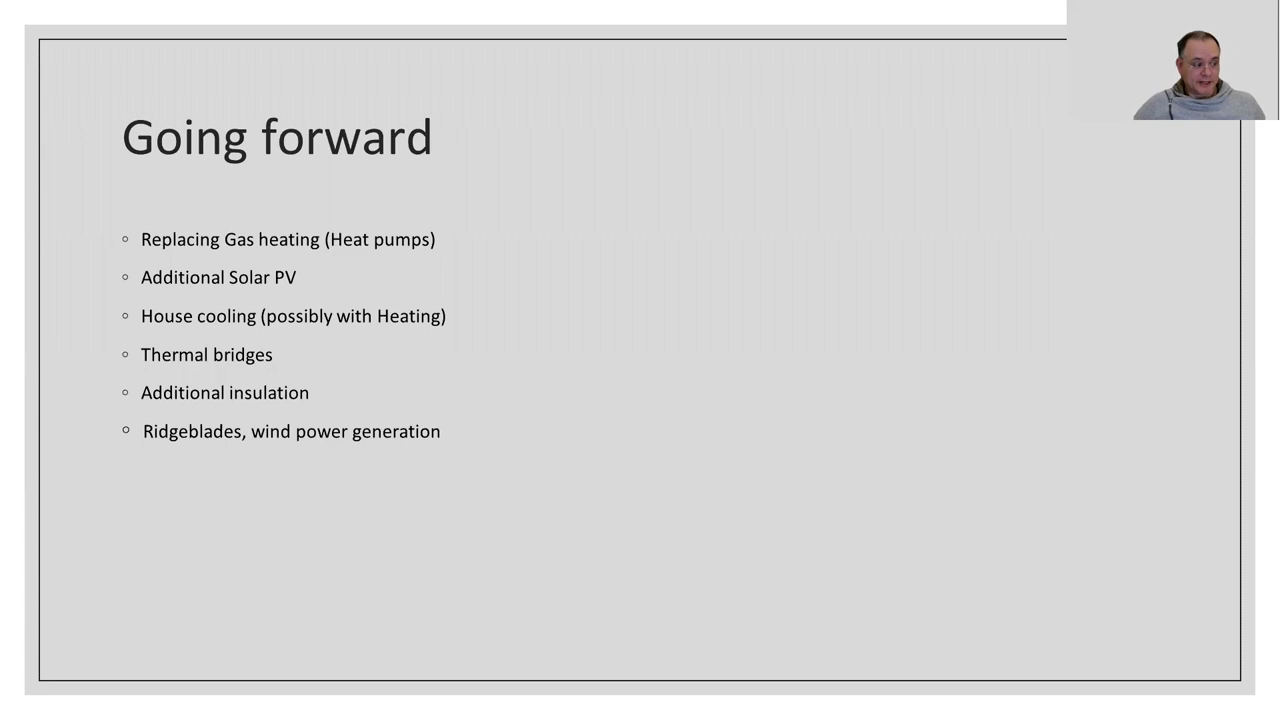 Going forward
Replacing Gas heating (Heat pumps)
Additional Solar PV
House cooling (possibly with Heating)
Thermal bridges
Additional insulation
Ridgeblades, wind power generation